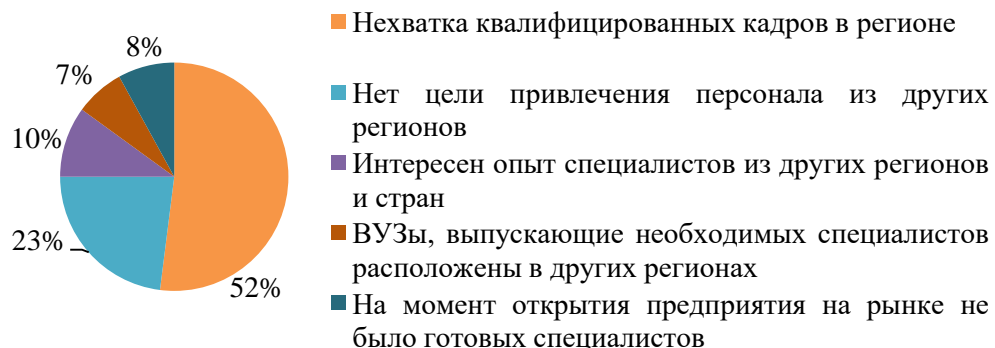 8%
7%
10%
23%
52%
Нехватка квалифицированных кадров в регионе
Нет цели привлечения персонала из других
регионов
Интересен опыт специалистов из других регионов
и стран
ВУЗы, выпускающие необходимых специалистов
расположены в других регионах
На момент открытия предприятия на рынке не
было готовых специалистов